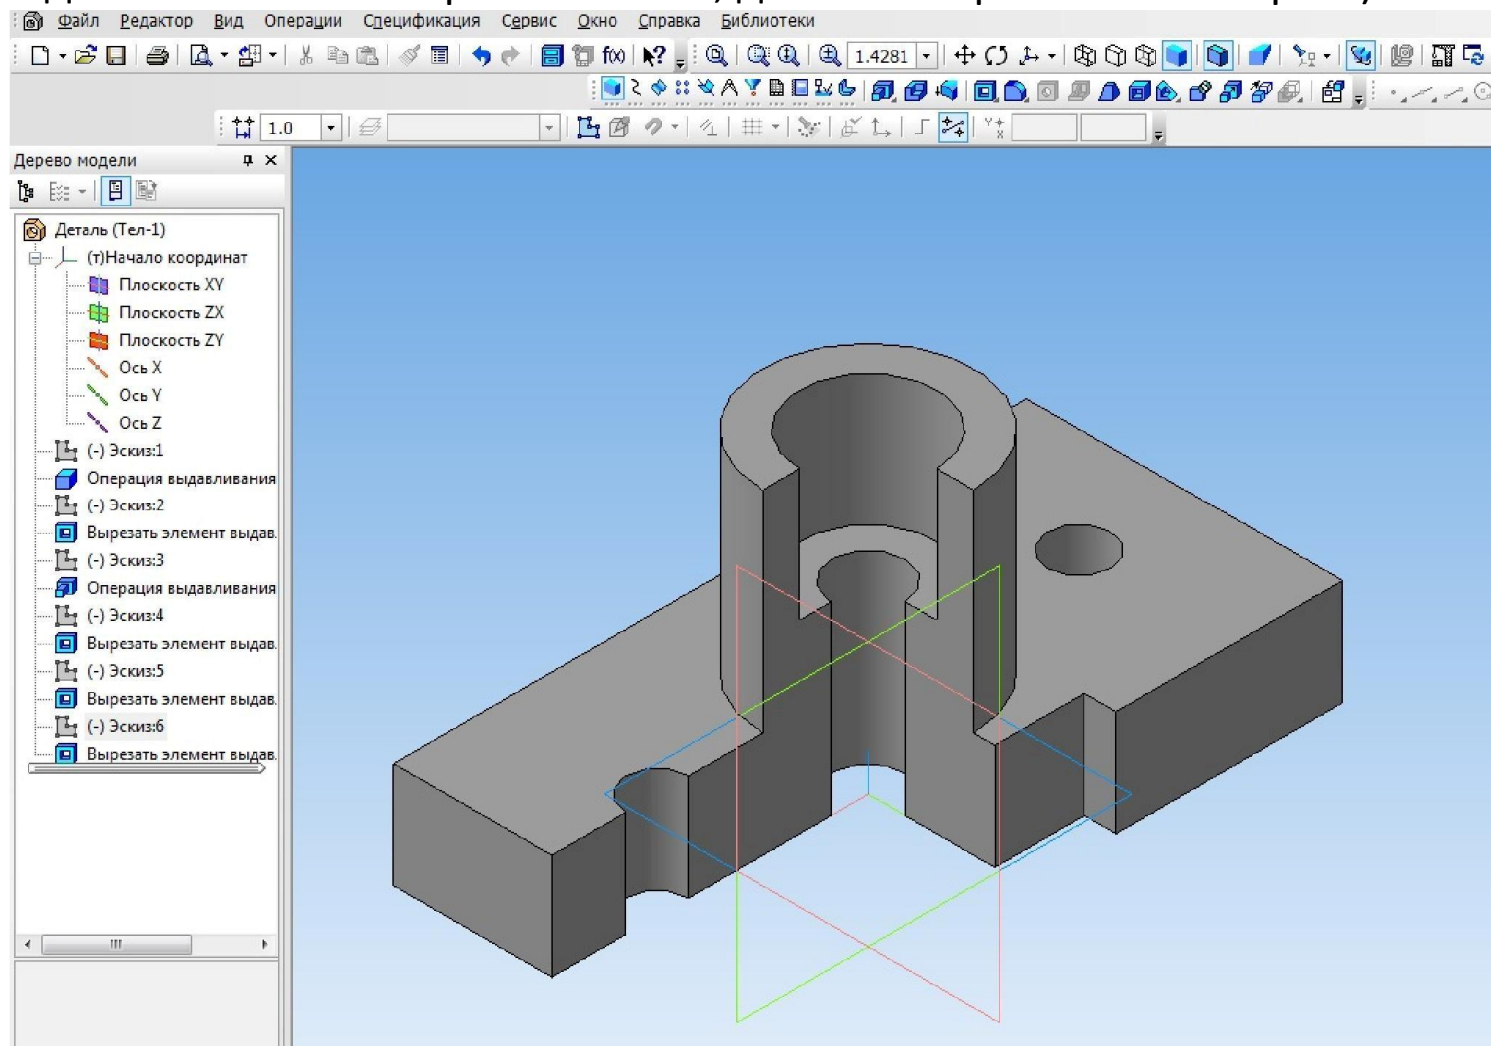 Файл Редактор Вид Операции Спецификация Сервис Окно Справка Библиотеки
1.4281
1.0
Дерево модели
Деталь (Тел-1)
(т)Начало координат
Плоскость XY
Плоскость ZX
Плоскость ZY
Ось X
Ось Y
Ось Z
(-) Эскиз:1
Операция выдавливания
(-) Эскиз:2
Вырезать элемент выдав.
(-) Эскиз:3
Операция выдавливания
(-) Эскиз:4
Вырезать элемент выдав.
(-) Эскиз:5
Вырезать элемент выдав.
(-) Эскиз:6
Вырезать элемент выдав.